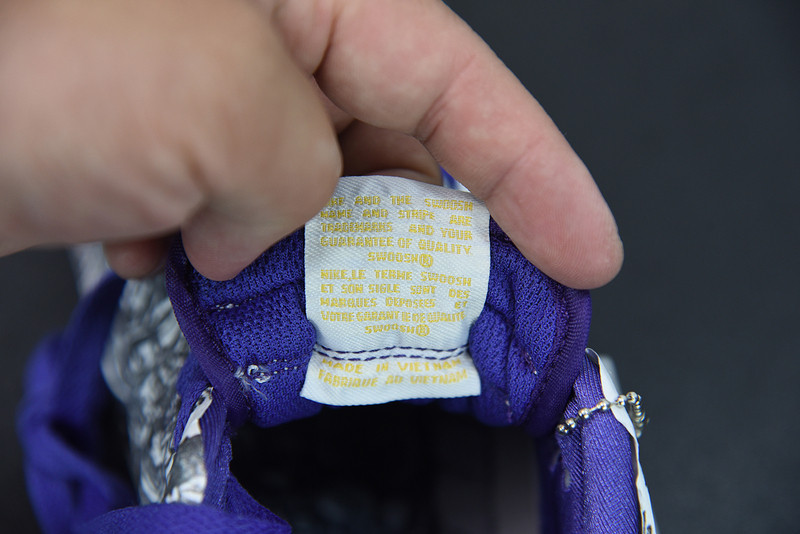 AND THE SWOOSH
NAME AND STRIPE ARE
TRADEMARKS AND YOUR
GUARANTEE OF QUALITY
SWOOSH®
NIKE,LE TERME SWOOSH
ET SON SIGLE SONT DES
MARQUES DEPOSEES ET
VOTRE GARANTIE DE QUALITE
SWOOSH®
MADE IN VIETNAM
FABRIQUE AU VIETNAM